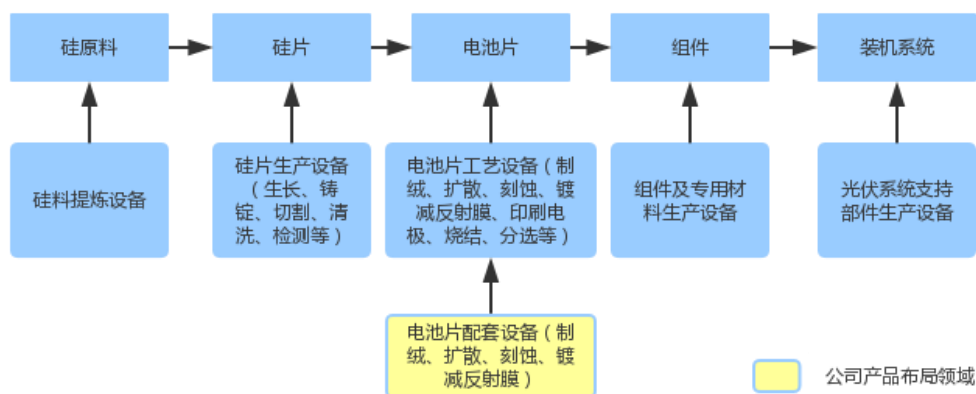 硅原料
硅片
电池片
组件
装机系统
硅料提炼设备
硅片生产设备
（生长、铸
锭、切割、清
洗、检测等）
电池片工艺设备（制
绒、扩散、刻蚀、镀
减反射膜、印刷电
极、烧结、分选等）
组件及专用材
料生产设备
光伏系统支持
部件生产设备
电池片配套设备（制
绒、扩散、刻蚀、镀
减反射膜）
公司产品布局领域